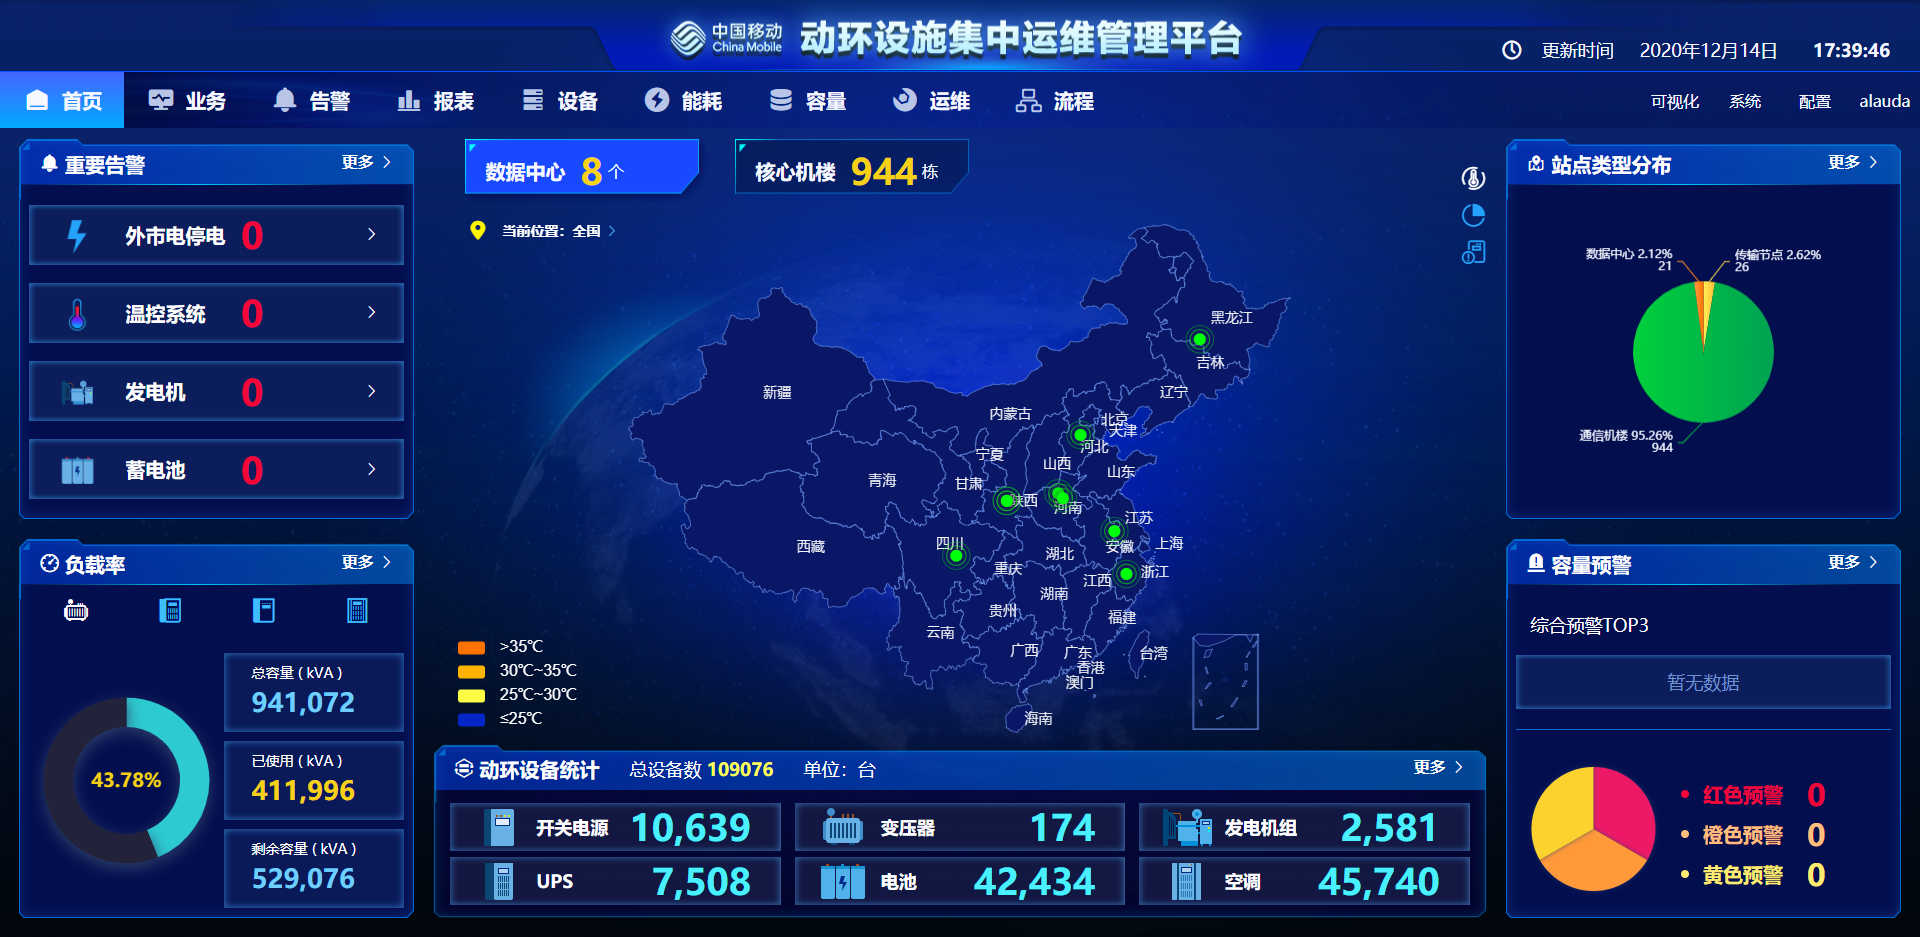 中国移动
China Mobile
动环设施集中运维管理平台
更新时间 2020年12月14日 17:39:46
首页 业务 告警 报表 设备 能耗 容量 运维 流程
可视化 系统 配置 alauda
重要告警 更多
外市电停电 0
温控系统 0
发电机 0
蓄电池 0
负载率 更多
43.78%
总容量 ( kVA )
941,072
已使用 ( kVA )
411,996
剩余容量 ( kVA )
529,076
数据中心 8 个
核心机楼 944 栋
当前位置：全国
黑龙江
吉林
新疆
辽宁
内蒙古
北京
天津
河北
宁夏
山西
山东
青海
甘肃
陕西
河南
江苏
西藏
四川
安徽
上海
湖北
重庆
浙江
江西
湖南
贵州
福建
云南
广西
广东
台湾
香港
澳门
海南
>35℃
30℃~35℃
25℃~30℃
≤25℃
动环设备统计 总设备数 109076 单位：台 更多
开关电源 10,639
变压器 174
发电机组 2,581
UPS 7,508
电池 42,434
空调 45,740
站点类型分布 更多
数据中心 2.12%
21
传输节点 2.62%
26
通信机楼 95.26%
944
容量预警 更多
综合预警TOP3
暂无数据
红色预警 0
橙色预警 0
黄色预警 0